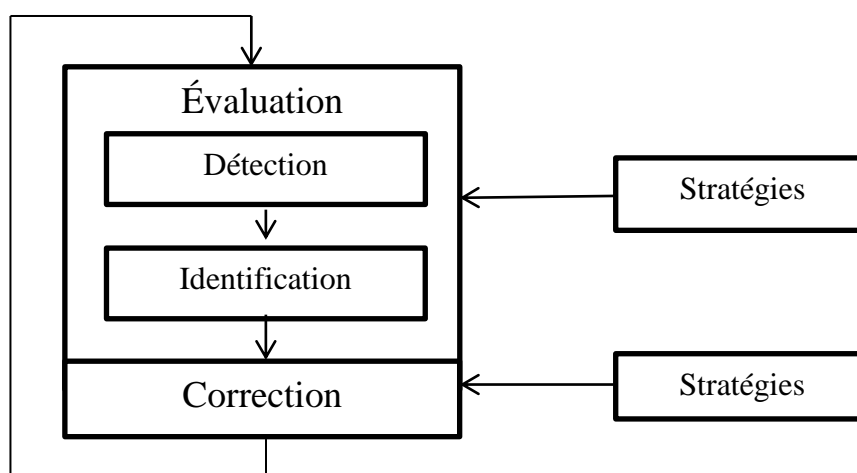 Évaluation
Détection
Stratégies
Identification
Correction
Stratégies